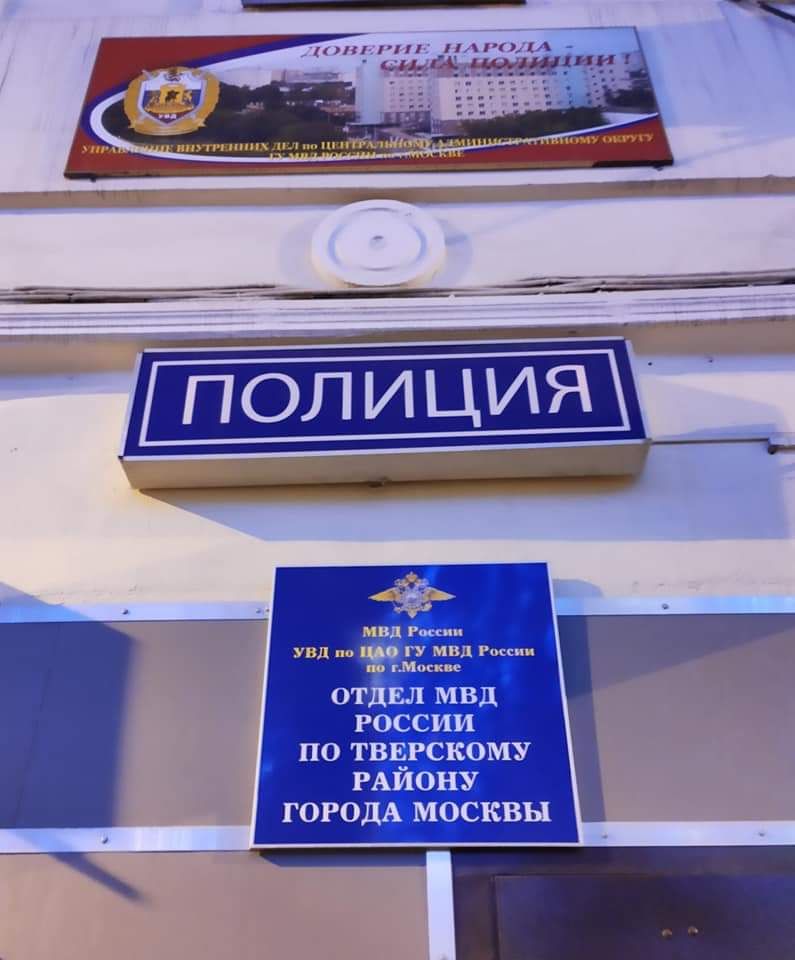 ДОВЕРИЕ НАРОДА -
СИЛА ПОЛИЦИИ !
УВД
УПРАВЛЕНИЕ ВНУТРЕННИХ ДЕЛ по ЦЕНТРАЛЬНОМУ АДМИНИСТРАТИВНОМУ ОКРУГУ
ГУ МВД РОССИИ по г.МОСКВЕ
ПОЛИЦИЯ
МВД России
УВД по ЦАО ГУ МВД России
по г.Москве
ОТДЕЛ МВД
РОССИИ
ПО ТВЕРСКОМУ
РАЙОНУ
ГОРОДА МОСКВЫ